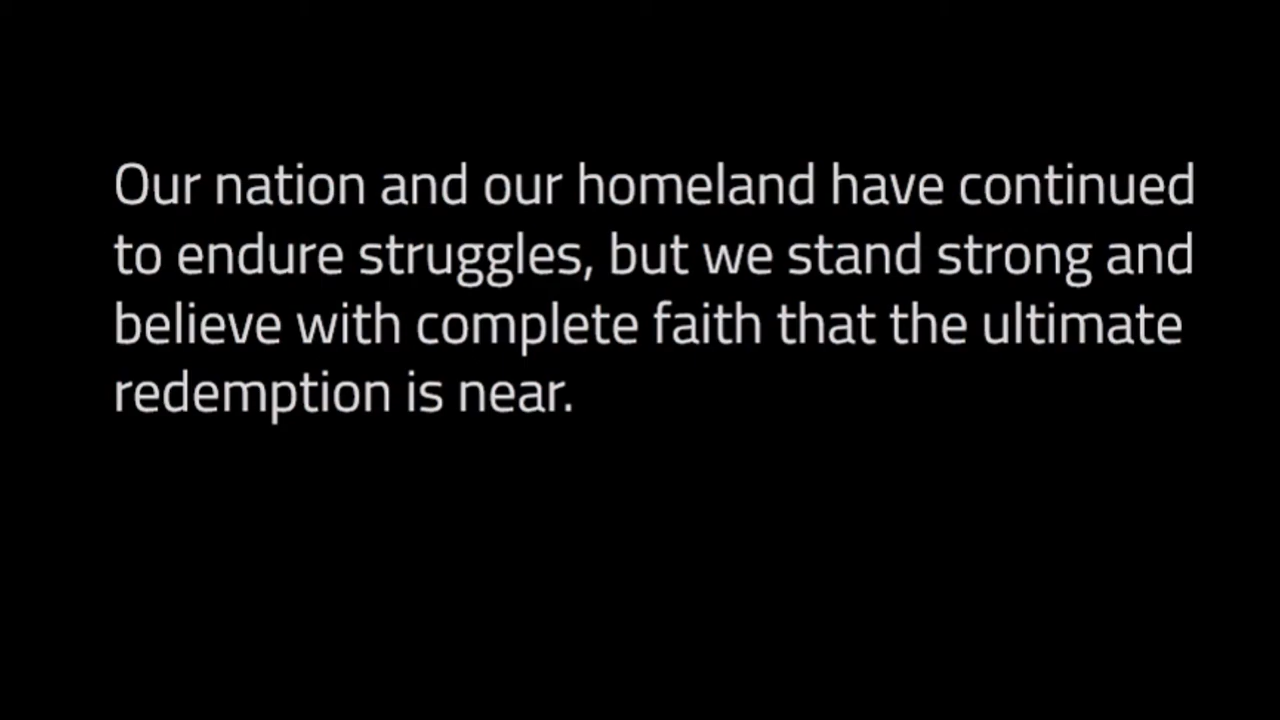 Our nation and our homeland have continued
to endure struggles, but we stand strong and
believe with complete faith that the ultimate
redemption is near.